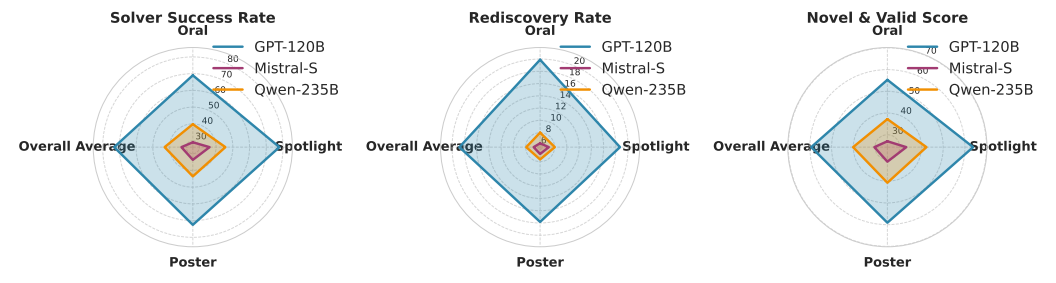 Solver Success Rate
Oral
GPT-120B
Mistral-S
Qwen-235B
80
70
60
50
40
30
Overall Average
Spotlight
Poster
Rediscovery Rate
Oral
GPT-120B
Mistral-S
Qwen-235B
20
18
16
14
12
10
8
6
Overall Average
Spotlight
Poster
Novel & Valid Score
Oral
GPT-120B
Mistral-S
Qwen-235B
70
60
50
40
30
Overall Average
Spotlight
Poster